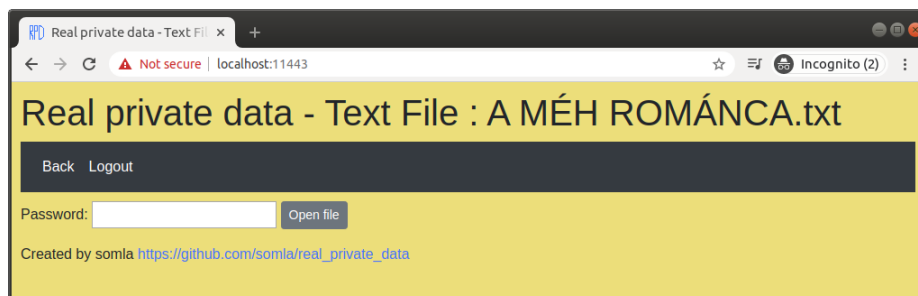 RPD Real private data - Text Fil
Not secure | localhost:11443 Incognito (2)
Real private data - Text File : A MÉH ROMÁNCA.txt
Back Logout
Password: Open file
Created by somla https://github.com/somla/real_private_data